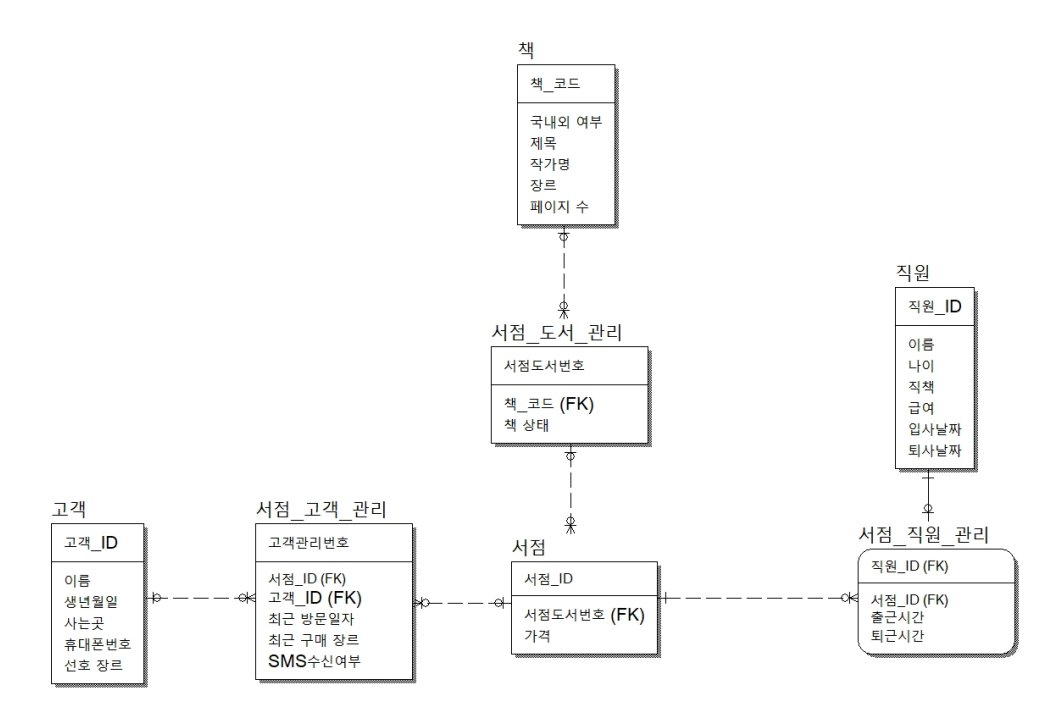 책
책_코드
국내외 여부
제목
작가명
장르
페이지 수
직원
직원_ID
이름
나이
직책
급여
입사날짜
퇴사날짜
서점_도서_관리
서점도서번호
책_코드 (FK)
책 상태
고객
고객_ID
이름
생년월일
사는곳
휴대폰번호
선호 장르
서점_고객_관리
고객관리번호
서점_ID (FK)
고객_ID (FK)
최근 방문일자
최근 구매 장르
SMS수신여부
서점
서점_ID
서점도서번호 (FK)
가격
서점_직원_관리
직원_ID (FK)
서점_ID (FK)
출근시간
퇴근시간